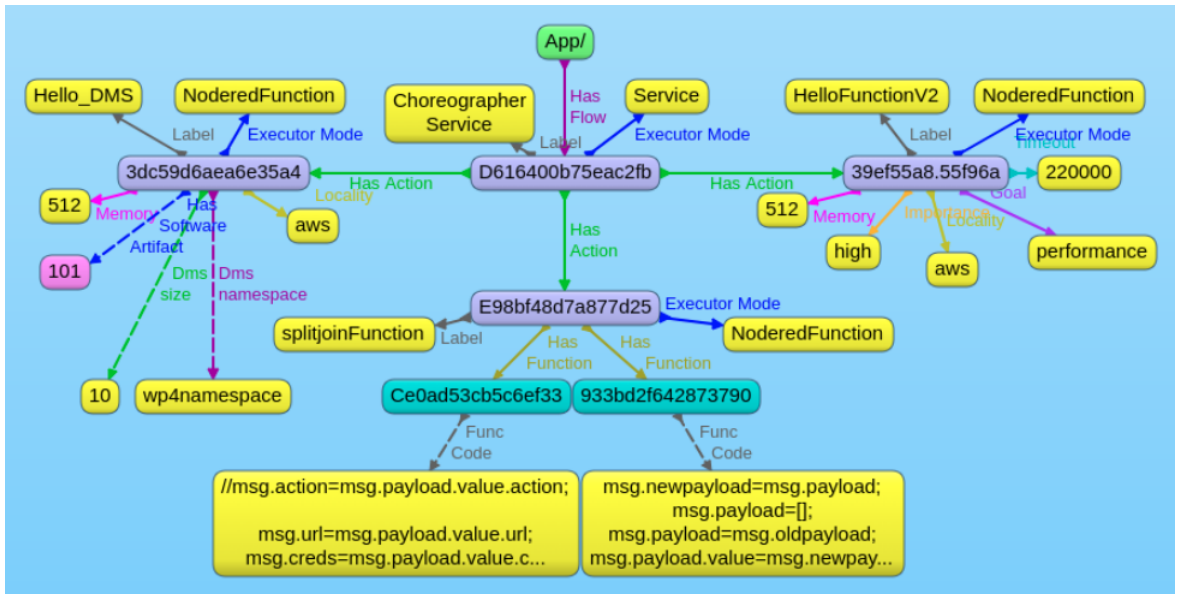 App/
Has
Flow
Hello_DMS
NoderedFunction
Choreographer
Service
Service
HelloFunctionV2
NoderedFunction
Label
Executor Mode
Label
Executor Mode
Label
Executor Mode
Timeout
3dc59d6aea6e35a4
Has Action
D616400b75eac2fb
Has Action
39ef55a8.55f96a
220000
512
Memory
Has
Software
Artifact
Locality
aws
512
Memory
Importance
Locality
Goal
high
aws
performance
101
Dms
size
Dms
namespace
Has
Action
E98bf48d7a877d25
Executor Mode
splitjoinFunction
Label
NoderedFunction
Has
Function
Has
Function
10
wp4namespace
Ce0ad53cb5c6ef33
933bd2f642873790
Func
Code
Func
Code
//msg.action=msg.payload.value.action;
msg.url=msg.payload.value.url;
msg.creds=msg.payload.value.c...
msg.newpayload=msg.payload;
msg.payload=[];
msg.payload=msg.oldpayload;
msg.payload.value=msg.newpay...